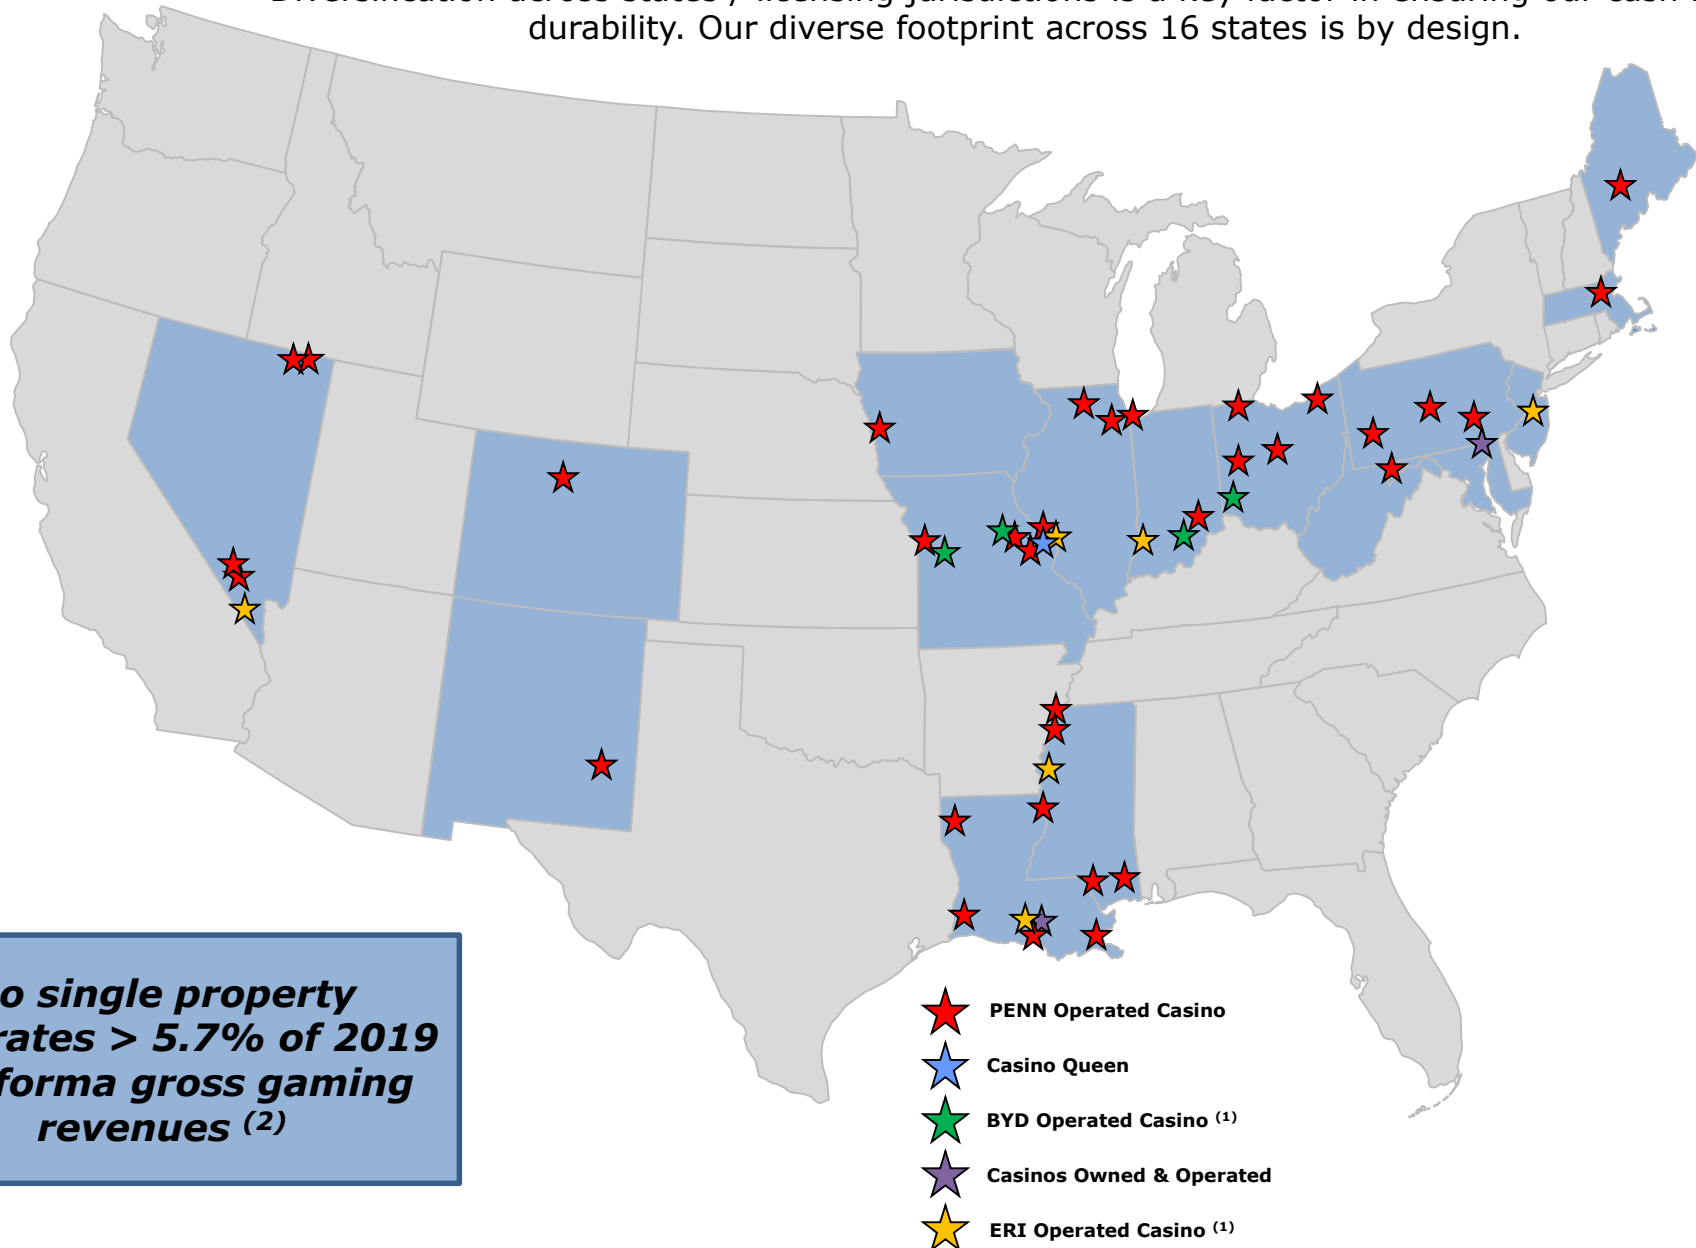 durability. Our diverse footprint across 16 states is by design.
single property
> 5.7% of 2019
forma gross gaming
revenues (2)
PENN Operated Casino
Casino Queen
BYD Operated Casino (1)
Casinos Owned & Operated
ERI Operated Casino (1)